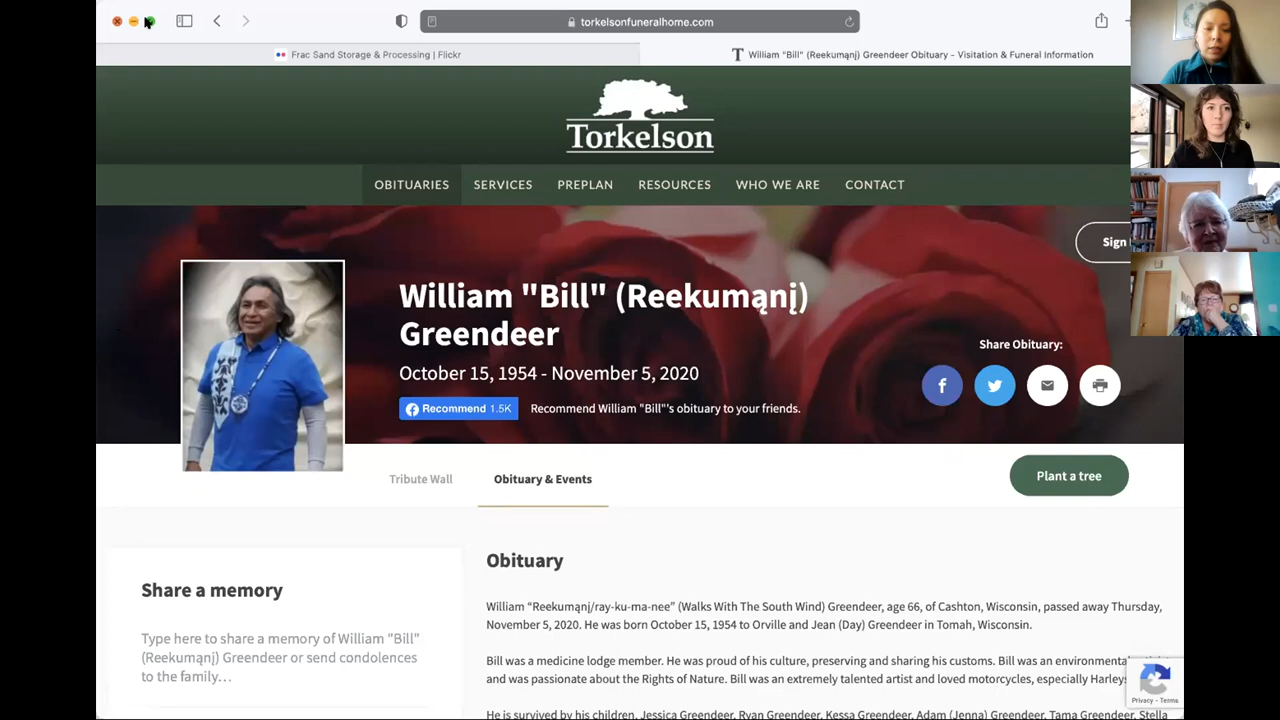 torkelsonfuneralhome.com
Frac Sand Storage & Processing | Flickr
T William "Bill" (Reekumąnį) Greendeer Obituary - Visitation & Funeral Information
Torkelson
OBITUARIES SERVICES PREPLAN RESOURCES WHO WE ARE CONTACT
Sign
William "Bill" (Reekumąnį)
Greendeer
October 15, 1954 - November 5, 2020
Share Obituary:
Recommend 1.5K Recommend William "Bill"'s obituary to your friends.
Tribute Wall Obituary & Events Plant a tree
Obituary
Share a memory
Type here to share a memory of William "Bill"
(Reekumąnį) Greendeer or send condolences
to the family...
William “Reekumąnį/ray-ku-ma-nee” (Walks With The South Wind) Greendeer, age 66, of Cashton, Wisconsin, passed away Thursday,
November 5, 2020. He was born October 15, 1954 to Orville and Jean (Day) Greendeer in Tomah, Wisconsin.
Bill was a medicine lodge member. He was proud of his culture, preserving and sharing his customs. Bill was an
and was passionate about the Rights of Nature. Bill was an extremely talented artist and loved motorcycles, especially Harleys
He is survived by his children, Jessica Greendeer, Ryan Greendeer, Kessa Greendeer, Adam (Jenna) Greendeer, Tama Greendeer, Stella
Privacy - Terms